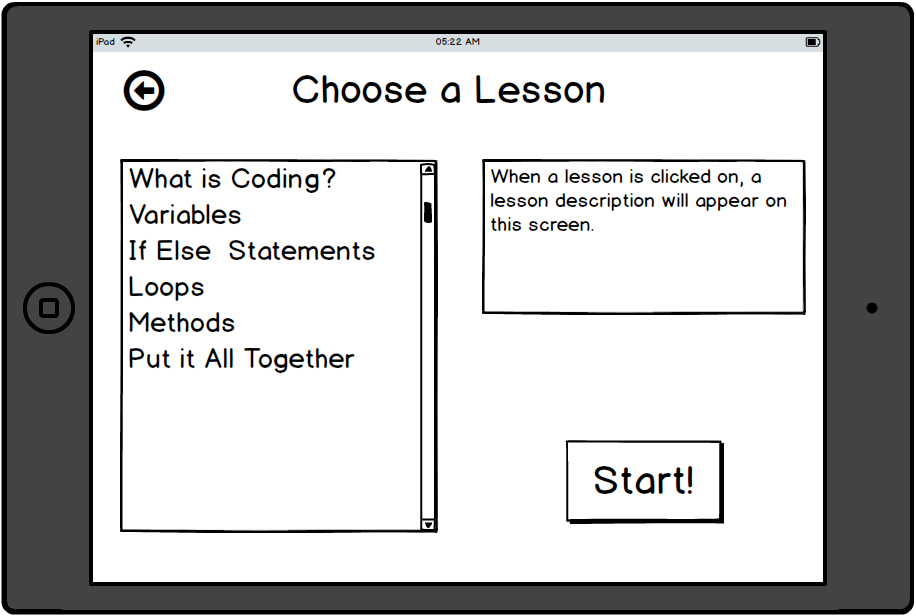 iPad 05:22 AM
Choose a Lesson
What is Coding?
Variables
If Else  Statements
Loops
Methods
Put it All Together
When a lesson is clicked on, a
lesson description will appear on
this screen.
Start!